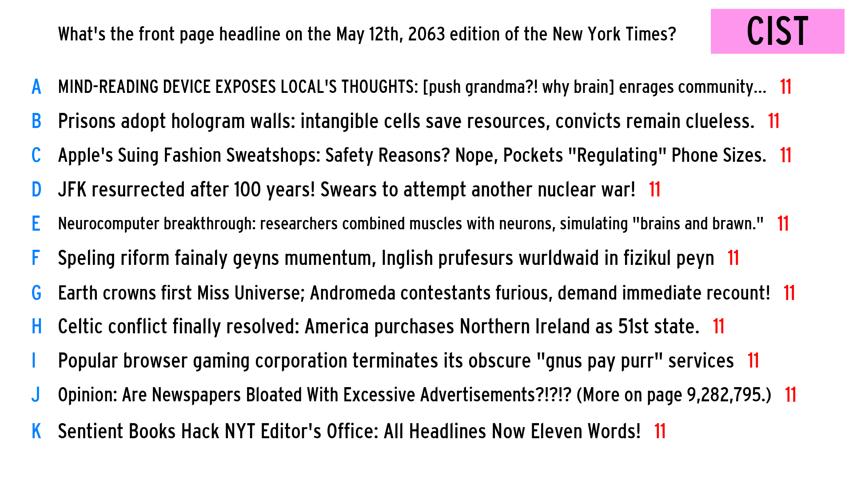 What's the front page headline on the May 12th, 2063 edition of the New York Times?
CIST
A MIND-READING DEVICE EXPOSES LOCAL'S THOUGHTS: [push grandma?! why brain] enrages community... 11
B Prisons adopt hologram walls: intangible cells save resources, convicts remain clueless. 11
C Apple's Suing Fashion Sweatshops: Safety Reasons? Nope, Pockets "Regulating" Phone Sizes. 11
D JFK resurrected after 100 years! Swears to attempt another nuclear war! 11
E Neurocomputer breakthrough: researchers combined muscles with neurons, simulating "brains and brawn." 11
F Speling riform fainaly geyns mumentum, Inglish prufesurs wurldwaid in fizikul peyn 11
G Earth crowns first Miss Universe; Andromeda contestants furious, demand immediate recount! 11
H Celtic conflict finally resolved: America purchases Northern Ireland as 51st state. 11
I Popular browser gaming corporation terminates its obscure "gnus pay purr" services 11
J Opinion: Are Newspapers Bloated With Excessive Advertisements?!?!? (More on page 9,282,795.) 11
K Sentient Books Hack NYT Editor's Office: All Headlines Now Eleven Words! 11